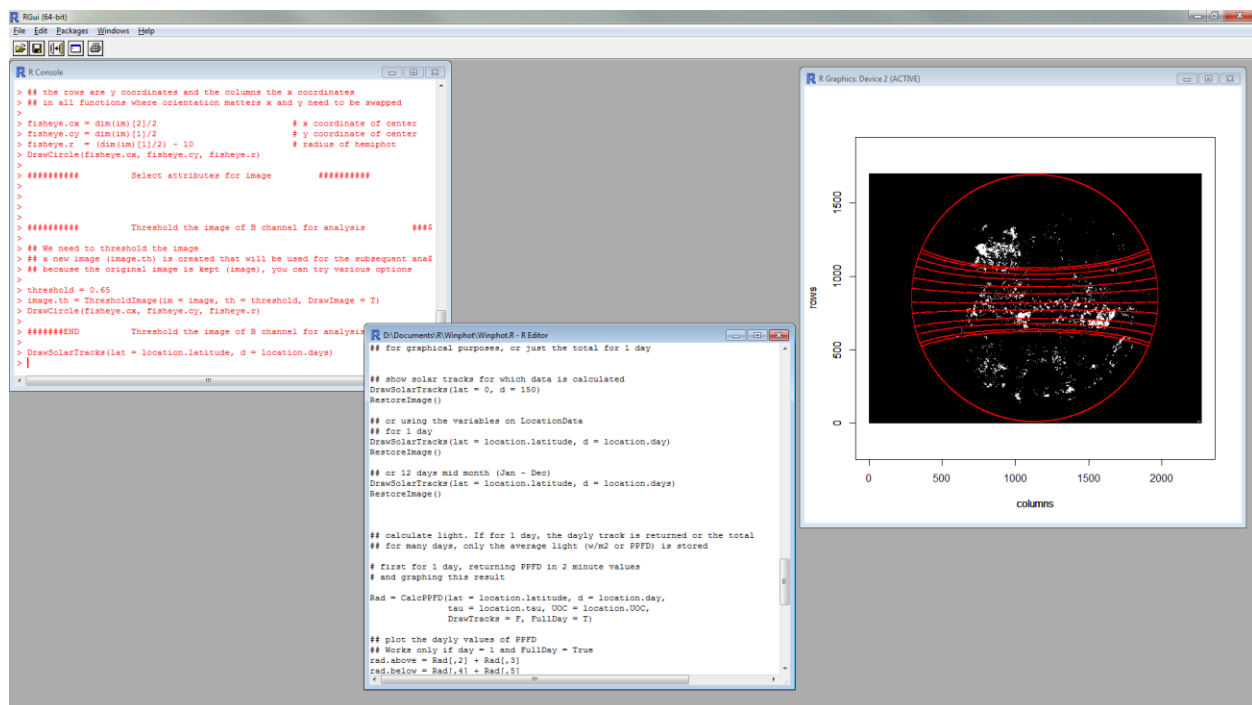 RGui (64-bit)
File Edit Packages Windows Help
R Console
> ## the rows are y coordinates and the columns the x coordinates
> ## in all functions where orientation matters x and y need to be swapped
>
> fisheye.cx = dim(im)[2]/2 # x coordinate of center
> fisheye.cy = dim(im)[1]/2 # y coordinate of center
> fisheye.r = (dim(im)[1]/2) - 10 # radius of hemiphot
> DrawCircle(fisheye.cx, fisheye.cy, fisheye.r)
>
> ########## Select attributes for image ##########
>
>
>
>
> ########## Threshold the image of B channel for analysis ###$
>
> ## We need to threshold the image
> ## a new image (image.th) is created that will be used for the subsequent ana$
> ## because the original image is kept (image), you can try various options
>
> threshold = 0.65
> image.th = ThresholdImage(im = image, th = threshold, DrawImage = T)
> DrawCircle(fisheye.cx, fisheye.cy, fisheye.r)
>
> #######END Threshold the image of B channel for analysis
>
> DrawSolarTracks(lat = location.latitude, d = location.days)
>
D:\Documents\R\Winphot\Winphot.R - R Editor
## for graphical purposes, or just the total for 1 day
## show solar tracks for which data is calculated
DrawSolarTracks(lat = 0, d = 150)
RestoreImage()
## or using the variables on LocationData
## for 1 day
DrawSolarTracks(lat = location.latitude, d = location.day)
RestoreImage()
## or 12 days mid month (Jan - Dec)
DrawSolarTracks(lat = location.latitude, d = location.days)
RestoreImage()
## calculate light. If for 1 day, the dayly track is returned or the total
## for many days, only the average light (w/m2 or PPFD) is stored
# first for 1 day, returning PPFD in 2 minute values
# and graphing this result
Rad = CalcPPFD(lat = location.latitude, d = location.day,
tau = location.tau, UOC = location.UOC,
DrawTracks = F, FullDay = T)
## plot the dayly values of PPFD
## Works only if day = 1 and FullDay = True
rad.above = Rad[,2] + Rad[,3]
rad.below = Rad[,4] + Rad[,5]
R Graphics: Device 2 (ACTIVE)
rows
1500
1000
500
0
0 500 1000 1500 2000
columns